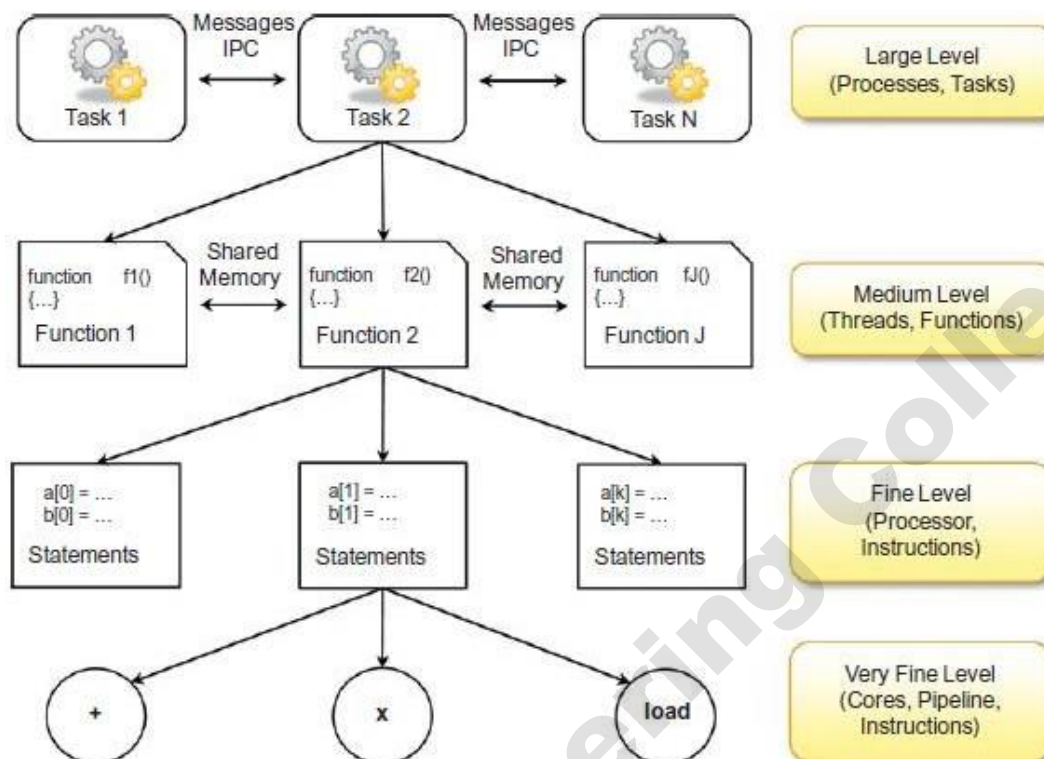 Messages
IPC
Messages
IPC
Task 1
Task 2
Task N
Large Level
(Processes, Tasks)
function f1()
{...}
Function 1
Shared
Memory
function f2()
{...}
Function 2
Shared
Memory
function fJ()
{...}
Function J
Medium Level
(Threads, Functions)
a[0] = ...
b[0] = ...
Statements
a[1] = ...
b[1] = ...
Statements
a[k] = ...
b[k] = ...
Statements
Fine Level
(Processor,
Instructions)
+
x
load
Very Fine Level
(Cores, Pipeline,
Instructions)